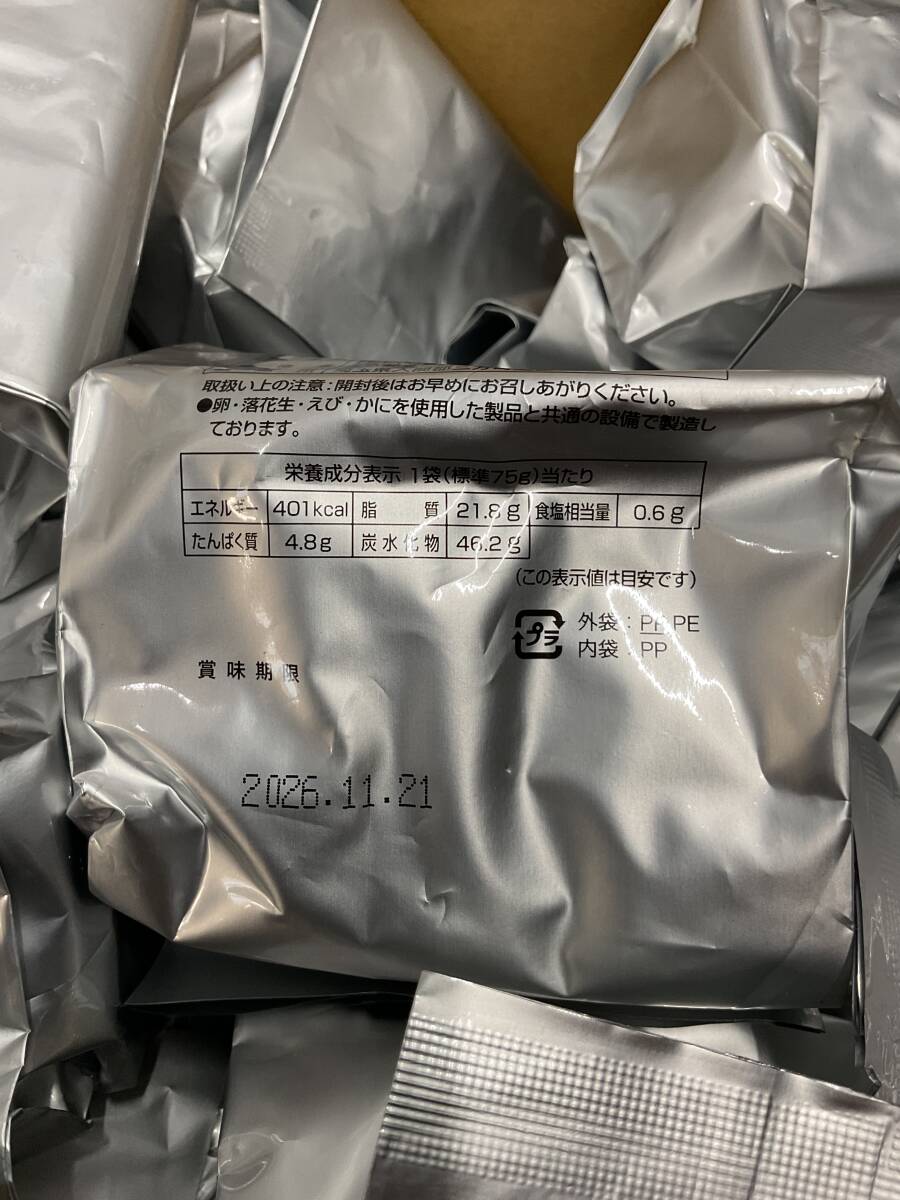 取扱い上の注意:開封後はお早めにお召しあがりください。
●卵・落花生・えび・かにを使用した製品と共通の設備で製造し
ております。
栄養成分表示 1袋(標準75g)当たり
エネルギー 401kcal 脂質 21.8g 食塩相当量 0.6g
たんぱく質 4.8g 炭水化物 46.2g
(この表示値は目安です)
プラ 外袋:PP,PE
内袋:PP
賞味期限
2026.11.21